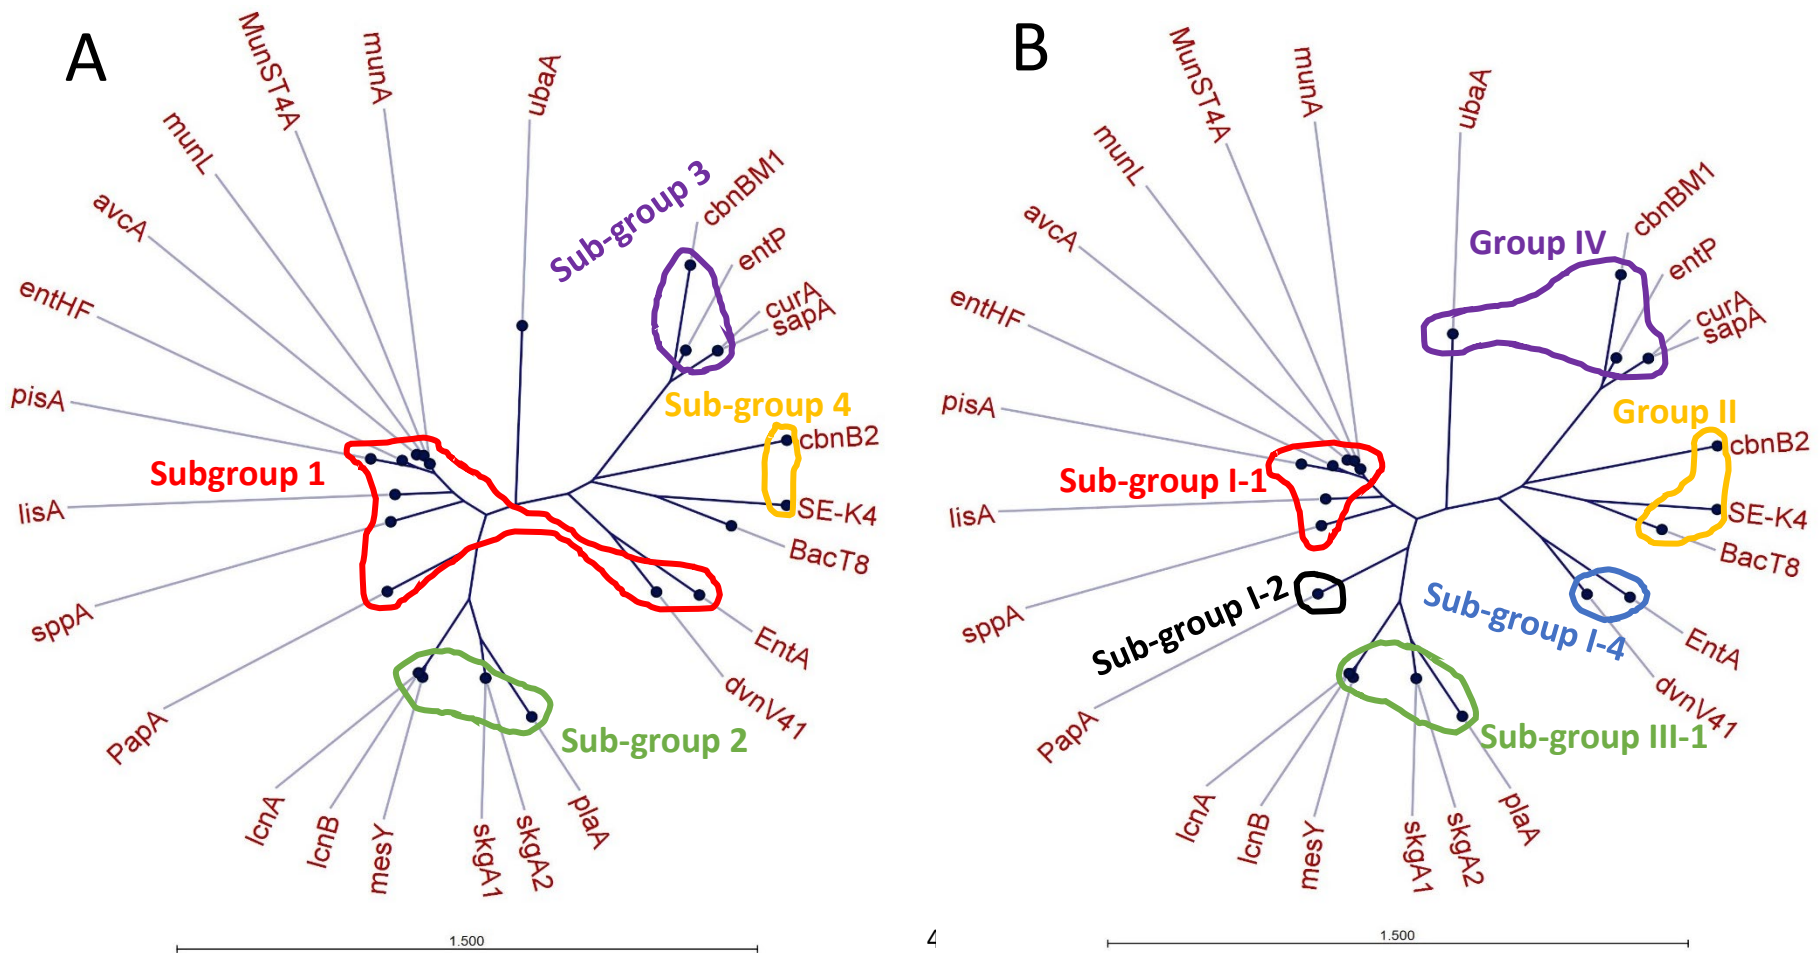 A
MunST4A
munA
ubaA
munL
avcA
entHF
pisA
lisA
sppA
PapA
lcnA
lcnB
mesY
skgA1
skgA2
plaA
dvnV41
EntA
BacT8
SE-K4
cbnB2
sapA
curA
entP
cbnBM1
Sub-group 3
Sub-group 4
Subgroup 1
Sub-group 2
1.500
4
B
MunST4A
munA
ubaA
munL
avcA
entHF
pisA
lisA
sppA
PapA
lcnA
lcnB
mesY
skgA1
skgA2
plaA
dvnV41
EntA
BacT8
SE-K4
cbnB2
sapA
curA
entP
cbnBM1
Group IV
Group II
Sub-group I-1
Sub-group I-2
Sub-group I-4
Sub-group III-1
1.500